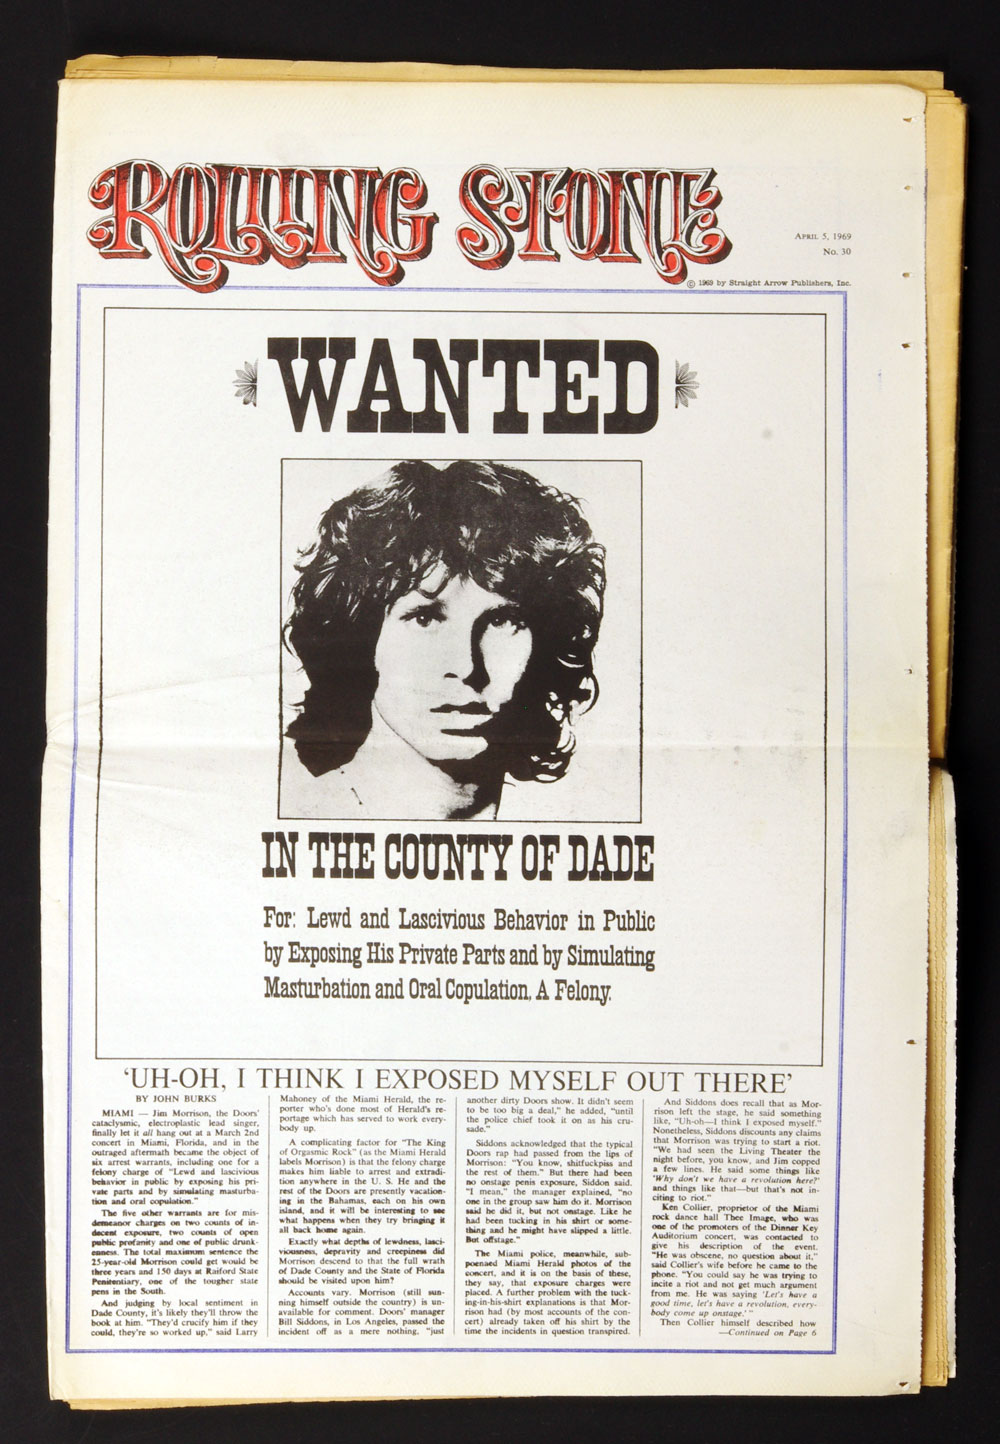 ROLLING STONE
APRIL 5, 1969
No. 30
© 1969 by Straight Arrow Publishers, Inc.
WANTED
IN THE COUNTY OF DADE
For: Lewd and Lascivious Behavior in Public
by Exposing His Private Parts and by Simulating
Masturbation and Oral Copulation, A Felony.
'UH-OH, I THINK I EXPOSED MYSELF OUT THERE'
BY JOHN BURKS
MIAMI — Jim Morrison, the Doors'
cataclysmic, electroplastic lead singer,
finally let it all hang out at a March 2nd
concert in Miami, Florida, and in the
outraged aftermath became the object of
six arrest warrants, including one for a
felony charge of "Lewd and lascivious
behavior in public by exposing his pri-
vate parts and by simulating masturba-
tion and oral copulation."
The five other warrants are for mis-
demeanor charges on two counts of in-
decent exposure, two counts of open
public profanity and one of public drunk-
enness. The total maximum sentence the
25-year-old Morrison could get would be
three years and 150 days at Raiford State
Penitentiary, one of the tougher state
pens in the South.
And judging by local sentiment in
Dade County, it's likely they'll throw the
book at him. "They'd crucify him if they
could, they're so worked up," said Larry
Mahoney of the Miami Herald, the re-
porter who's done most of Herald's re-
portage which has served to work every-
body up.
A complicating factor for "The King
of Orgasmic Rock" (as the Miami Herald
labels Morrison) is that the felony charge
makes him liable to arrest and extradi-
tion anywhere in the U. S. He and the
rest of the Doors are presently vacation-
ing in the Bahamas, each on his own
island, and it will be interesting to see
what happens when they try bringing it
all back home again.
Exactly what depths of lewdness, lasci-
viousness, depravity and creepiness did
Morrison descend to that the full wrath
of Dade County and the State of Florida
should be visited upon him?
Accounts vary. Morrison (still sun-
ning himself outside the country) is un-
available for comment. Doors' manager
Bill Siddons, in Los Angeles, passed the
incident off as a mere nothing, "just
another dirty Doors show. It didn't seem
to be too big a deal," he added, "until
the police chief took it on as his cru-
sade."
Siddons acknowledged that the typical
Doors rap had passed from the lips of
Morrison: "You know, shitfuckpiss and
the rest of them." But there had been
no onstage penis exposure, Siddon said.
"I mean," the manager explained, "no
one in the group saw him do it. Morrison
said he did it, but not onstage. Like he
had been tucking in his shirt or some-
thing and he might have slipped a little.
But offstage."
The Miami police, meanwhile, sub-
poenaed Miami Herald photos of the
concert, and it is on the basis of these,
they say, that exposure charges were
placed. A further problem with the tuck-
ing-in-his-shirt explanations is that Mor-
rison had (by most accounts of the con-
cert) already taken off his shirt by the
time the incidents in question transpired.
And Siddons does recall that as Mor-
rison left the stage, he said something
like, "Uh-oh—I think I exposed myself."
Nonetheless, Siddons discounts any claims
that Morrison was trying to start a riot.
"We had seen the Living Theater the
night before, you know, and Jim copped
a few lines. He said some things like
'Why don't we have a revolution here?'
and things like that—but that's not in-
citing to riot."
Ken Collier, proprietor of the Miami
rock dance hall Thee Image, who was
one of the promoters of the Dinner Key
Auditorium concert, was contacted to
give his description of the event.
"He was obscene, no question about it,"
said Collier's wife before he came to the
phone. "You could say he was trying to
incite a riot and not get much argument
from me. He was saying 'Let's have a
good time, let's have a revolution, every-
body come up onstage.' "
Then Collier himself described how
—Continued on Page 6